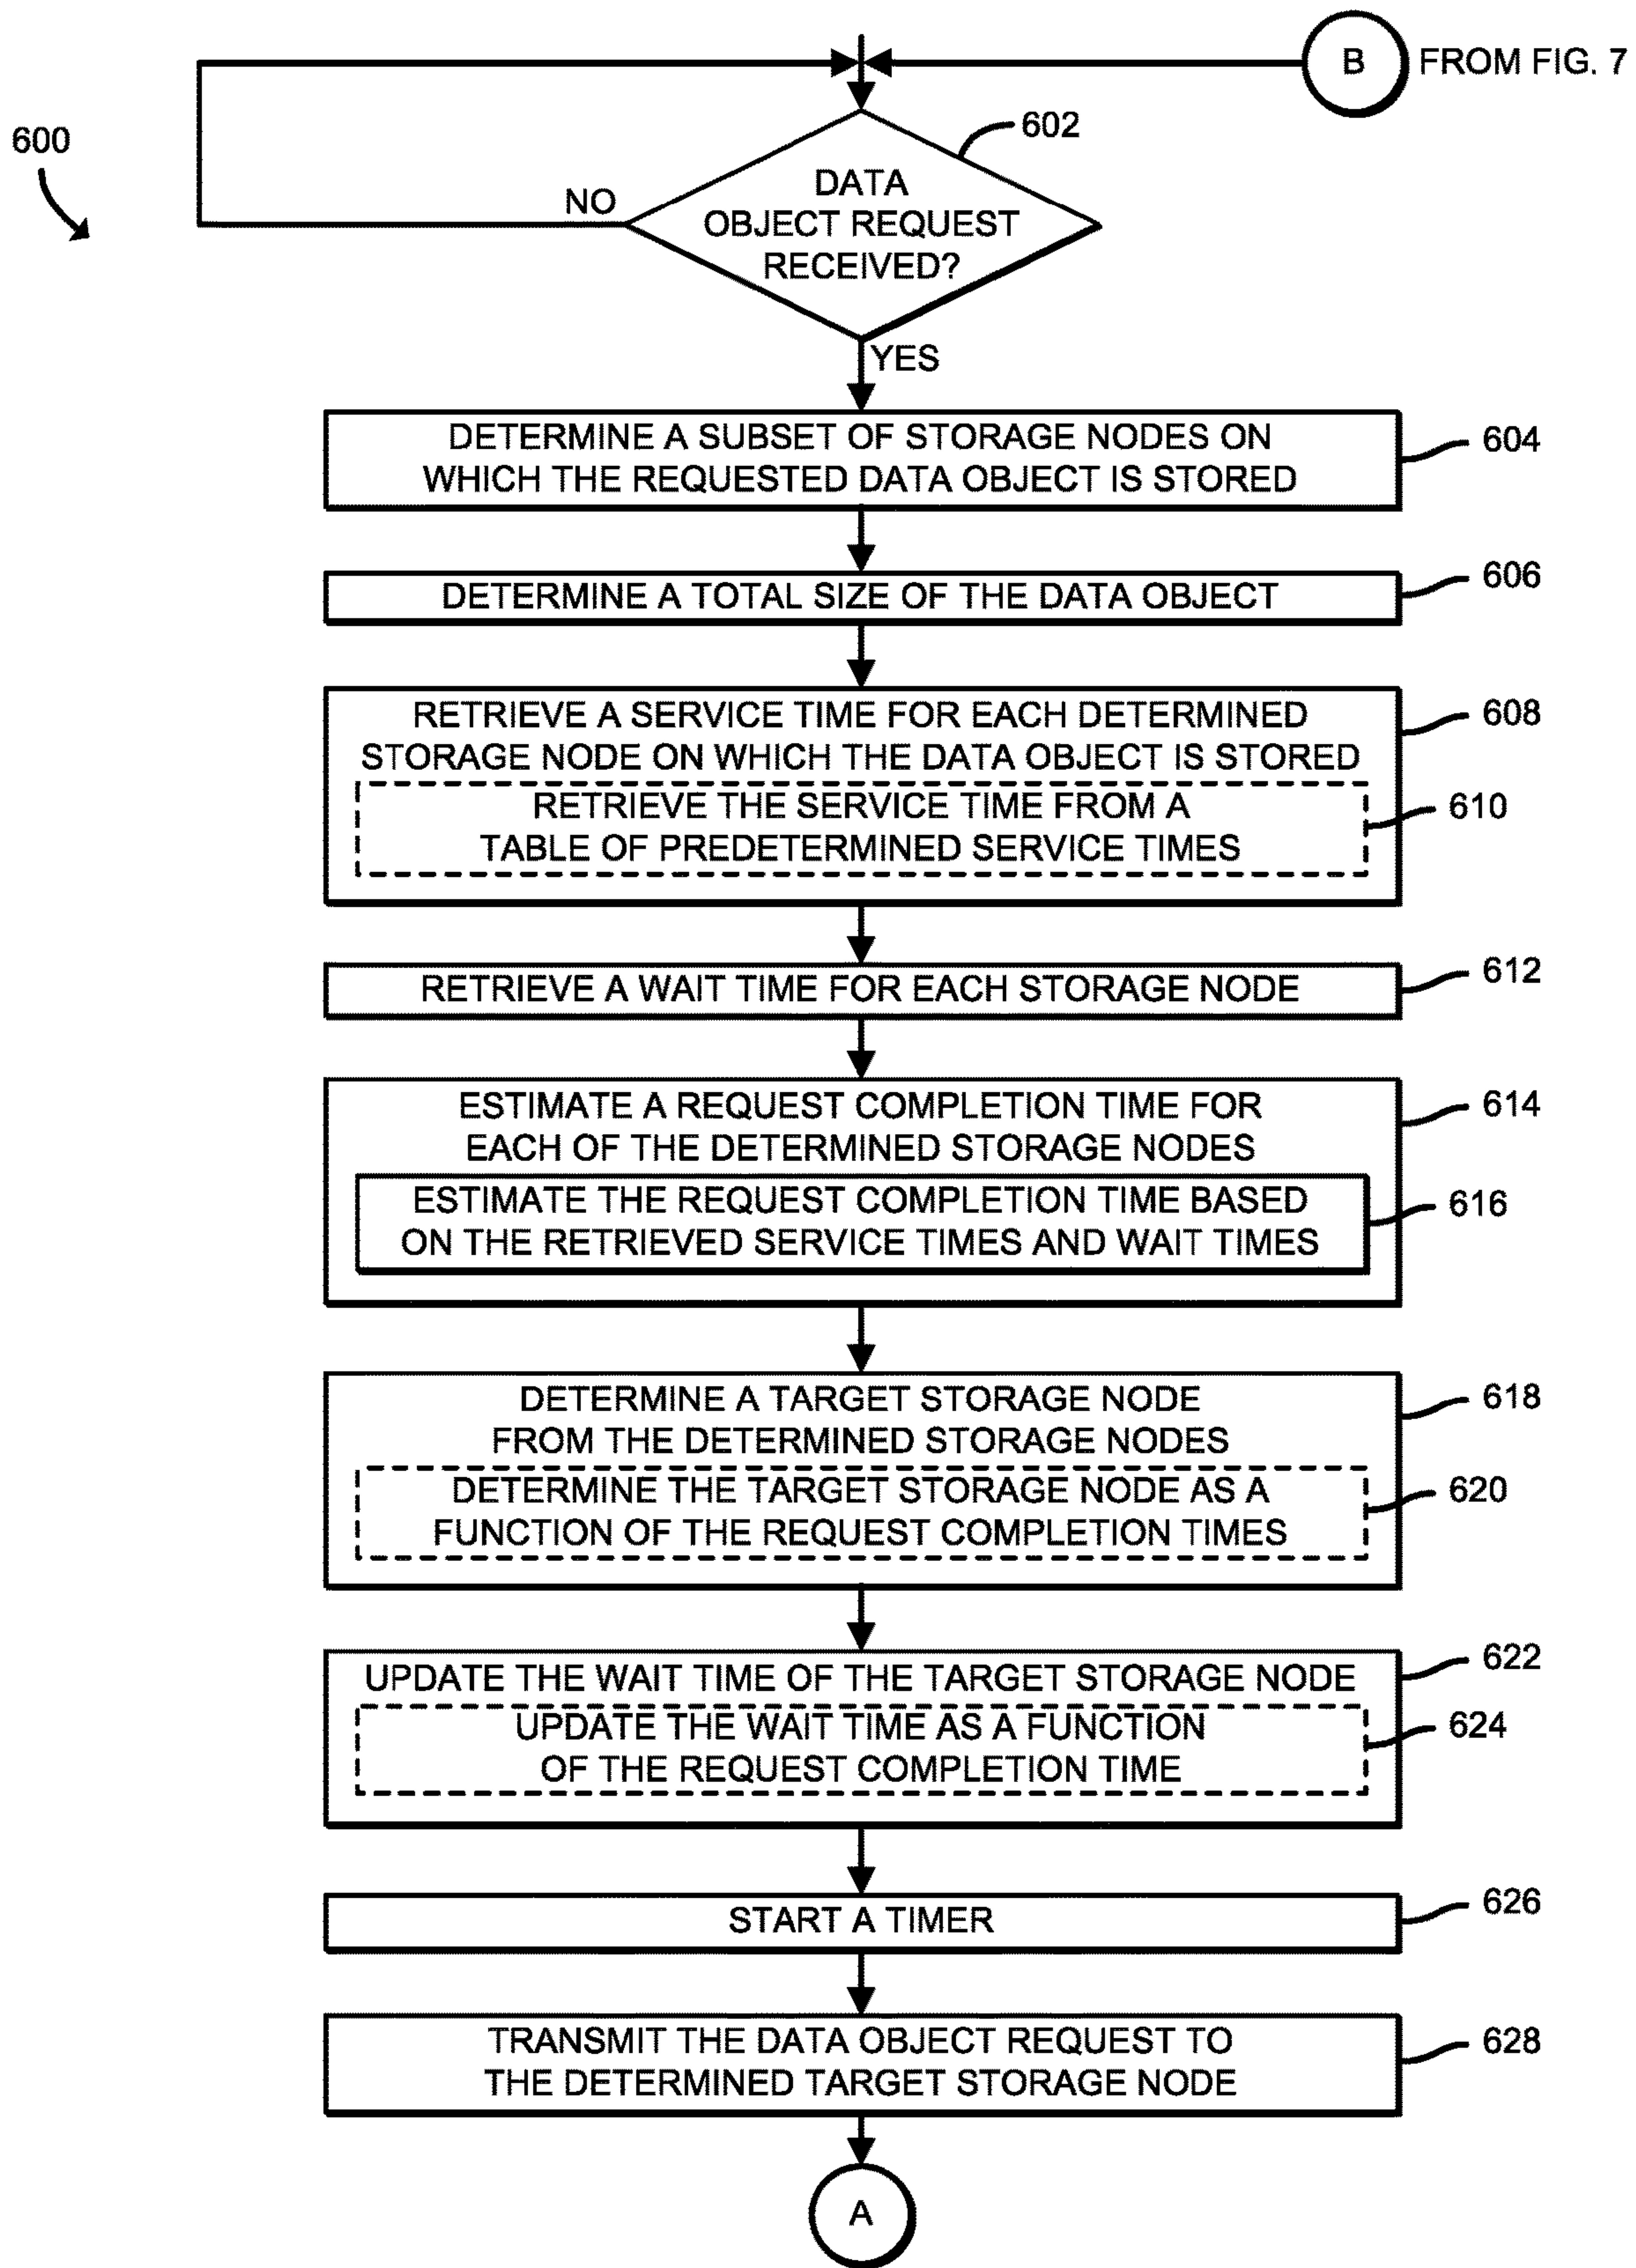 B
FROM FIG. 7
600
602
DATA
OBJECT REQUEST
RECEIVED?
NO
YES
DETERMINE A SUBSET OF STORAGE NODES ON
WHICH THE REQUESTED DATA OBJECT IS STORED
604
DETERMINE A TOTAL SIZE OF THE DATA OBJECT
606
RETRIEVE A SERVICE TIME FOR EACH DETERMINED
STORAGE NODE ON WHICH THE DATA OBJECT IS STORED
608
RETRIEVE THE SERVICE TIME FROM A
TABLE OF PREDETERMINED SERVICE TIMES
610
RETRIEVE A WAIT TIME FOR EACH STORAGE NODE
612
ESTIMATE A REQUEST COMPLETION TIME FOR
EACH OF THE DETERMINED STORAGE NODES
614
ESTIMATE THE REQUEST COMPLETION TIME BASED
ON THE RETRIEVED SERVICE TIMES AND WAIT TIMES
616
DETERMINE A TARGET STORAGE NODE
FROM THE DETERMINED STORAGE NODES
618
DETERMINE THE TARGET STORAGE NODE AS A
FUNCTION OF THE REQUEST COMPLETION TIMES
620
UPDATE THE WAIT TIME OF THE TARGET STORAGE NODE
622
UPDATE THE WAIT TIME AS A FUNCTION
OF THE REQUEST COMPLETION TIME
624
START A TIMER
626
TRANSMIT THE DATA OBJECT REQUEST TO
THE DETERMINED TARGET STORAGE NODE
628
A